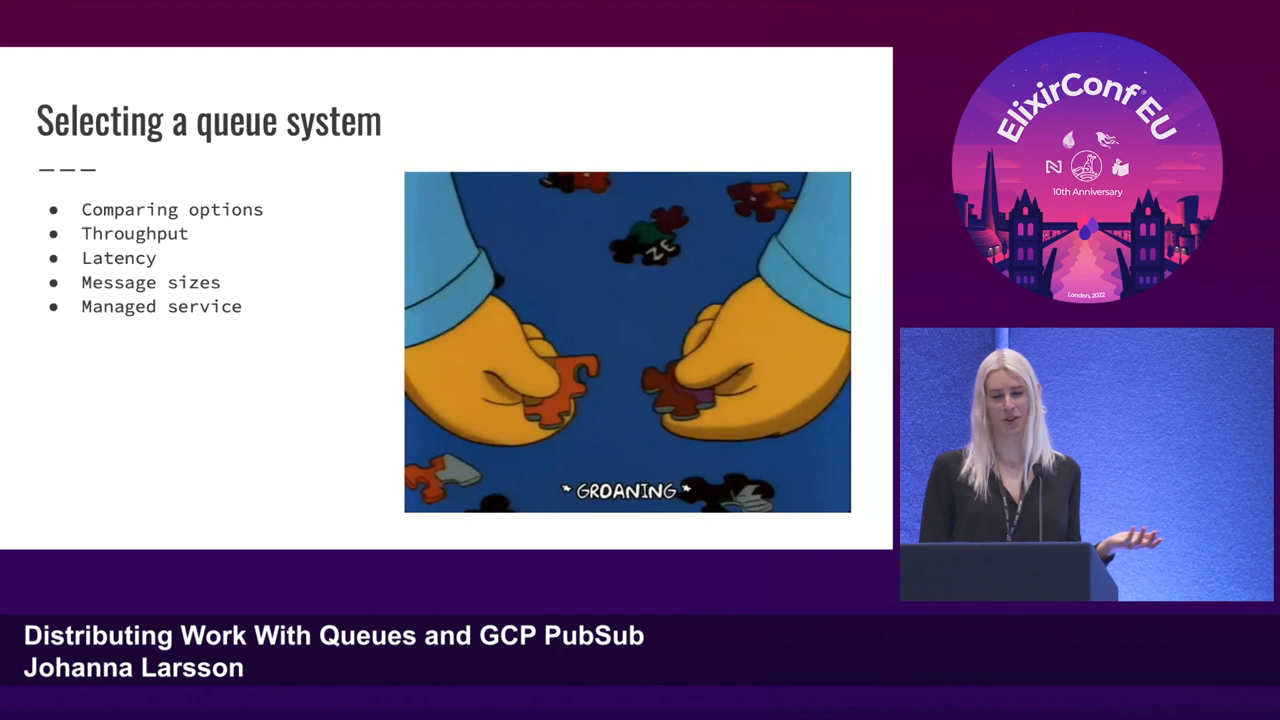 Selecting a queue system
Comparing options
Throughput
Latency
Message sizes
Managed service
ZE
* GROANING *
ElixirConf EU
10th Anniversary
London, 2022
Distributing Work With Queues and GCP PubSub
Johanna Larsson